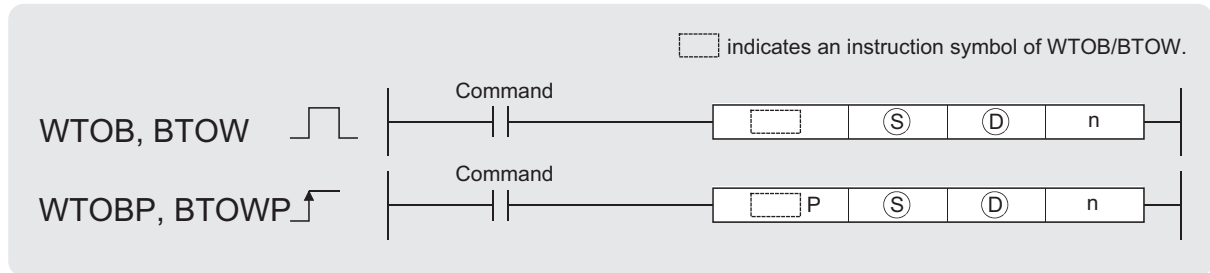 indicates an instruction symbol of WTOB/BTOW.
Command
WTOB, BTOW
S D n
Command
WTOBP, BTOWP
P S D n